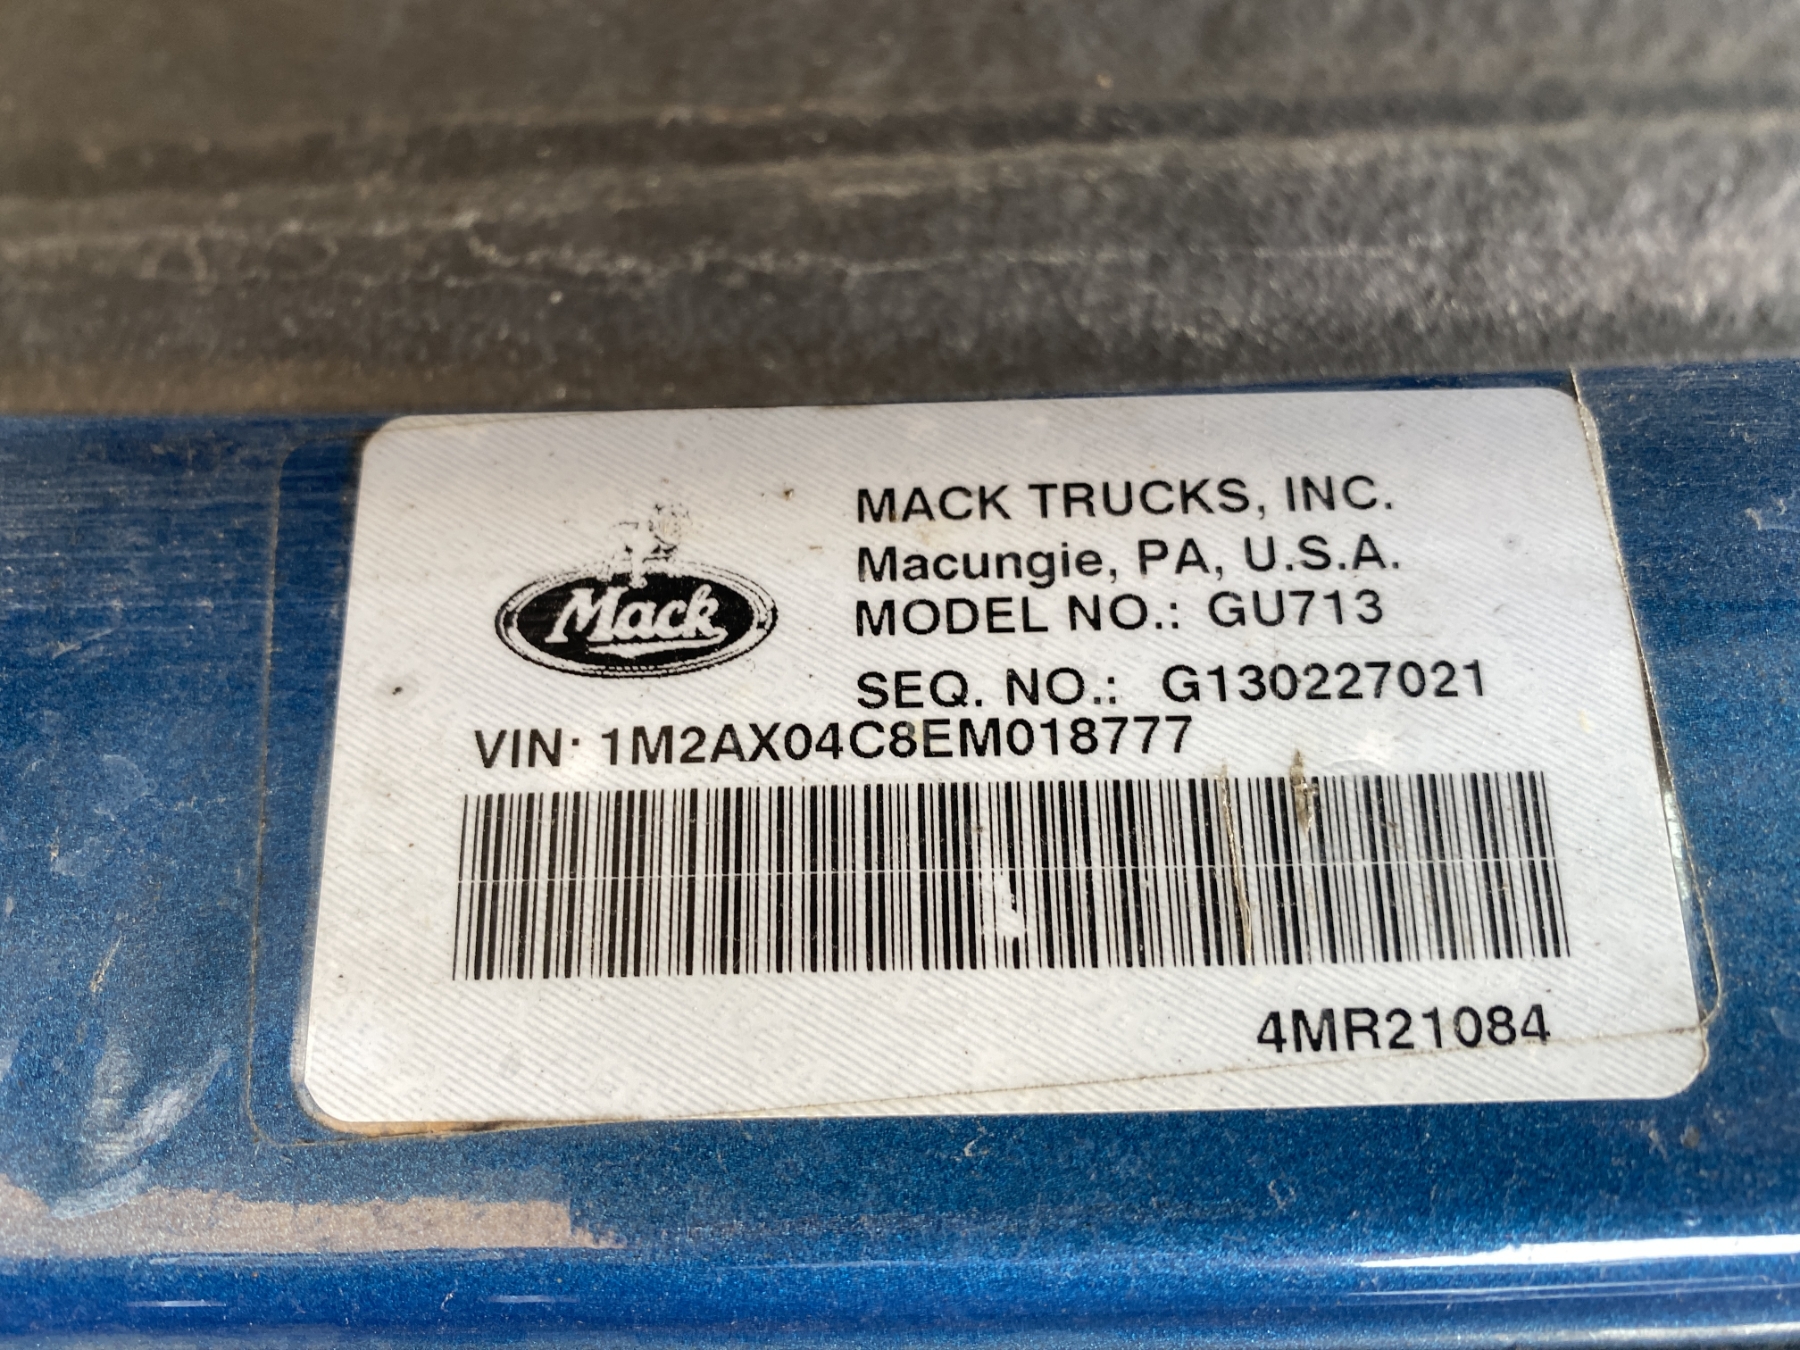 Mack
MACK TRUCKS, INC.
Macungie, PA, U.S.A.
MODEL NO.: GU713
SEQ. NO.: G130227021
VIN: 1M2AX04C8EM018777
4MR21084